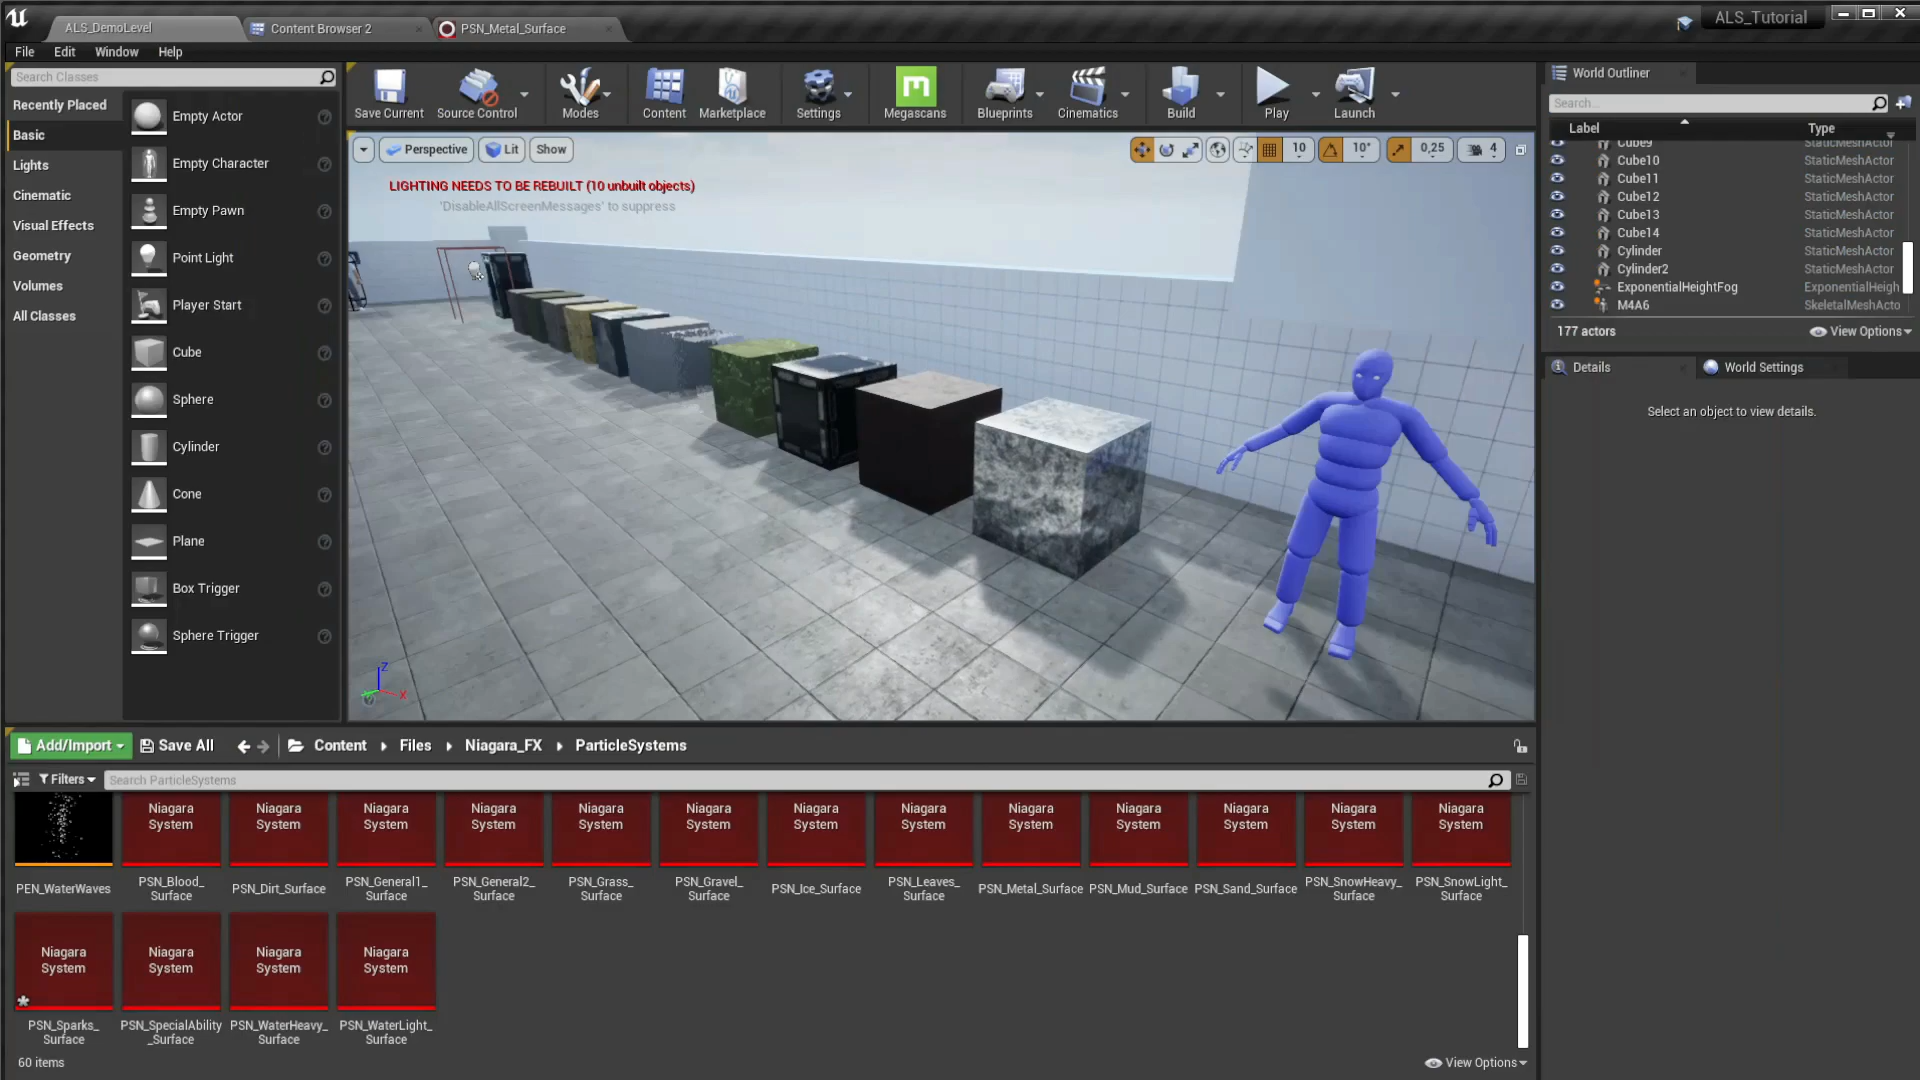 ALS_DemoLevel
Content Browser 2
PSN_Metal_Surface
ALS_Tutorial
File Edit Window Help
Search Classes
Recently Placed
Basic
Lights
Cinematic
Visual Effects
Geometry
Volumes
All Classes
Empty Actor
Empty Character
Empty Pawn
Point Light
Player Start
Cube
Sphere
Cylinder
Cone
Plane
Box Trigger
Sphere Trigger
Save Current Source Control Modes Content Marketplace Settings Megascans Blueprints Cinematics Build Play Launch
Perspective Lit Show 10 10° 0,25 4
LIGHTING NEEDS TO BE REBUILT (10 unbuilt objects)
'DisableAllScreenMessages' to suppress
Z
X
World Outliner
Search...
Label Type
Cube9 StaticMeshActor
Cube10 StaticMeshActor
Cube11 StaticMeshActor
Cube12 StaticMeshActor
Cube13 StaticMeshActor
Cube14 StaticMeshActor
Cylinder StaticMeshActor
Cylinder2 StaticMeshActor
ExponentialHeightFog ExponentialHeigh
M4A6 SkeletalMeshActo
177 actors View Options
Details World Settings
Select an object to view details.
Add/Import Save All Content Files Niagara_FX ParticleSystems
Filters Search ParticleSystems
Niagara Niagara Niagara Niagara Niagara Niagara Niagara Niagara Niagara Niagara Niagara Niagara Niagara
System System System System System System System System System System System System System
PEN_WaterWaves PSN_Blood_ PSN_Dirt_Surface PSN_General1_ PSN_General2_ PSN_Grass_ PSN_Gravel_ PSN_Ice_Surface PSN_Leaves_ PSN_Metal_Surface PSN_Mud_Surface PSN_Sand_Surface PSN_SnowHeavy_ PSN_SnowLight_
Surface Surface Surface Surface Surface Surface Surface Surface
Niagara Niagara Niagara Niagara
System System System System
PSN_Sparks_ PSN_SpecialAbility PSN_WaterHeavy_ PSN_WaterLight_
Surface _Surface Surface Surface
60 items View Options